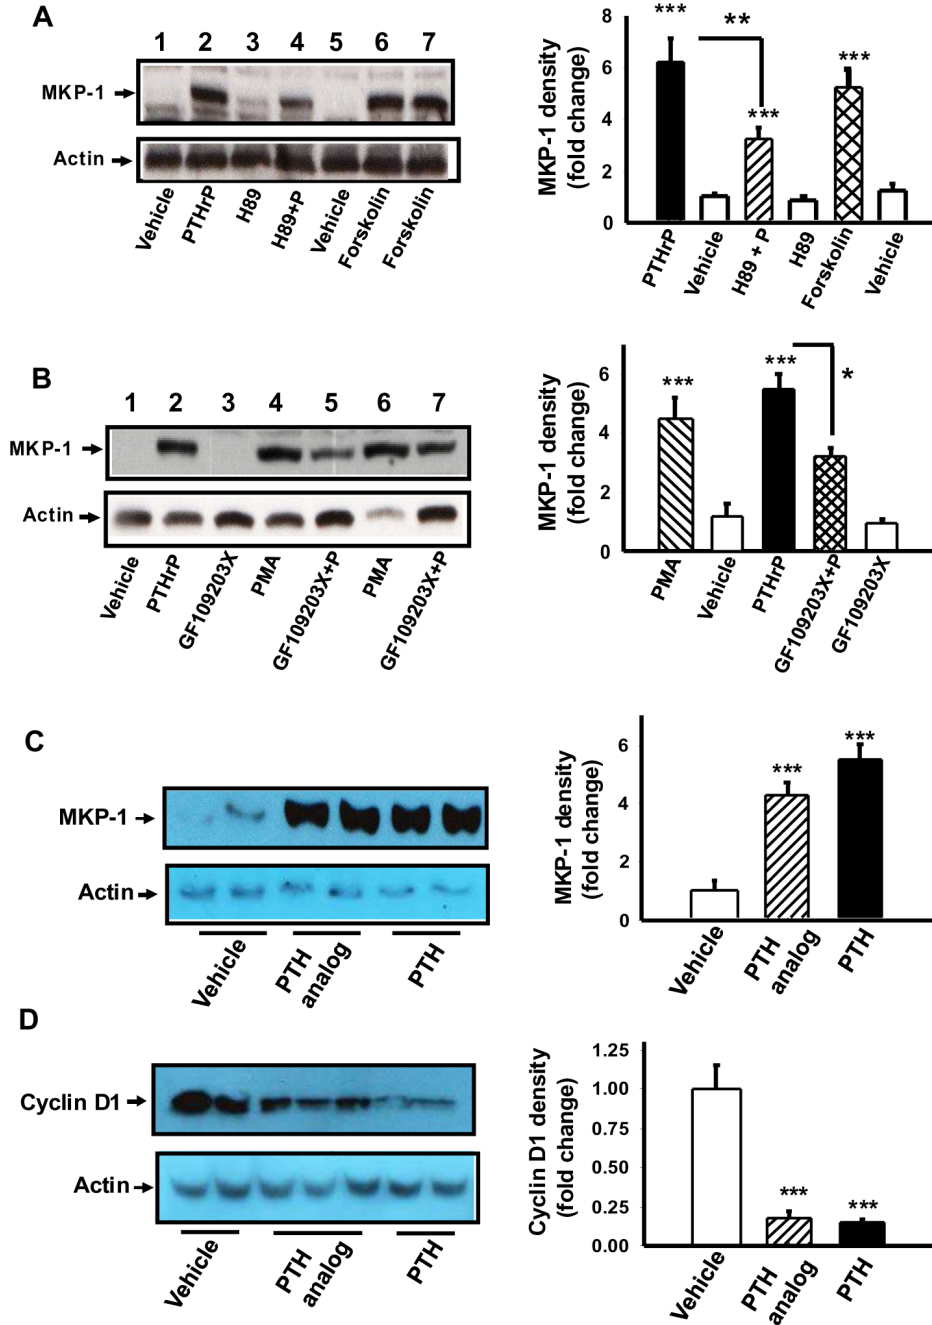 A
1 2 3 4 5 6 7
MKP-1
Actin
Vehicle
PTHrP
H89
H89+P
Vehicle
Forskolin
Forskolin
MKP-1 density
(fold change)
8
6
4
2
0
***
**
***
***
PTHrP
Vehicle
H89 + P
H89
Forskolin
Vehicle
B
1 2 3 4 5 6 7
MKP-1
Actin
Vehicle
PTHrP
GF109203X
PMA
GF109203X+P
PMA
GF109203X+P
MKP-1 density
(fold change)
6
4
2
0
***
***
*
PMA
Vehicle
PTHrP
GF109203X+P
GF109203X
C
MKP-1
Actin
Vehicle
PTH
analog
PTH
MKP-1 density
(fold change)
6
4
2
0
***
***
Vehicle
PTH
analog
PTH
D
Cyclin D1
Actin
Vehicle
PTH
analog
PTH
Cyclin D1 density
(fold change)
1.25
1.00
0.75
0.50
0.25
0.00
***
***
Vehicle
PTH
analog
PTH